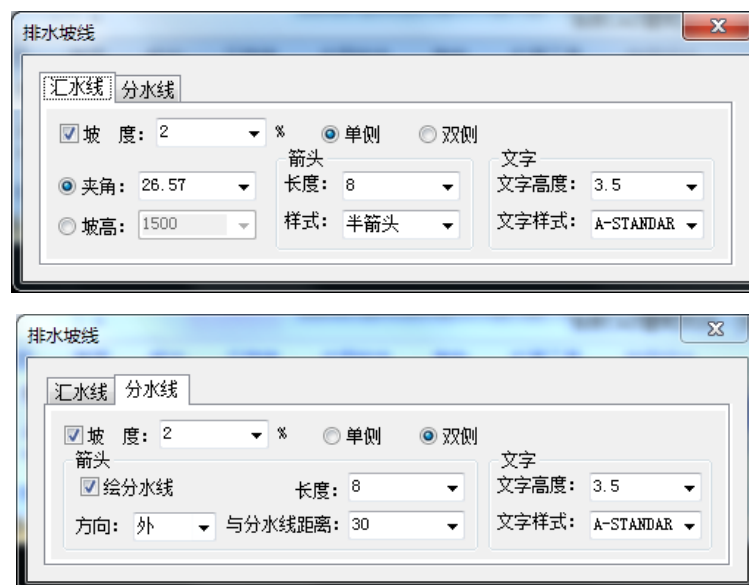 排水坡线
汇水线 分水线
坡 度: 2 % 单侧 双侧
箭头 文字
夹角: 26.57 长度: 8 文字高度: 3.5
坡高: 1500 样式: 半箭头 文字样式: A-STANDAR
排水坡线
汇水线 分水线
坡 度: 2 % 单侧 双侧
箭头 文字
绘分水线 长度: 8 文字高度: 3.5
方向: 外 与分水线距离: 30 文字样式: A-STANDAR